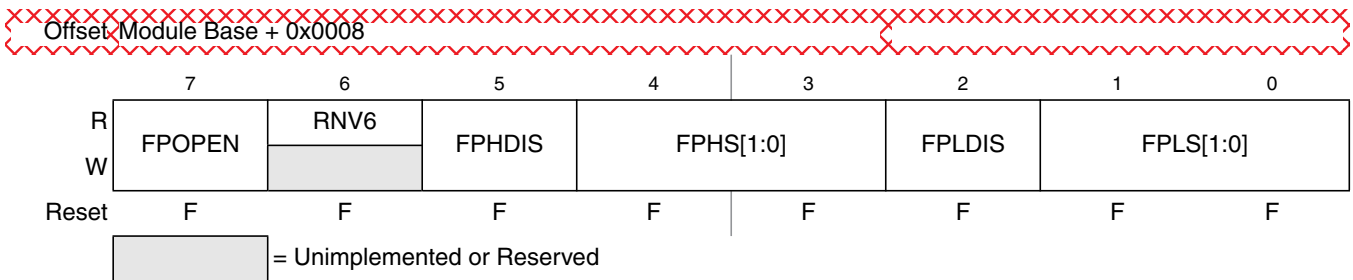 Offset Module Base + 0x0008
7 6 5 4 3 2 1 0
R FPOPEN RNV6 FPHDIS FPHS[1:0] FPLDIS FPLS[1:0]
W
Reset F F F F F F F F
= Unimplemented or Reserved